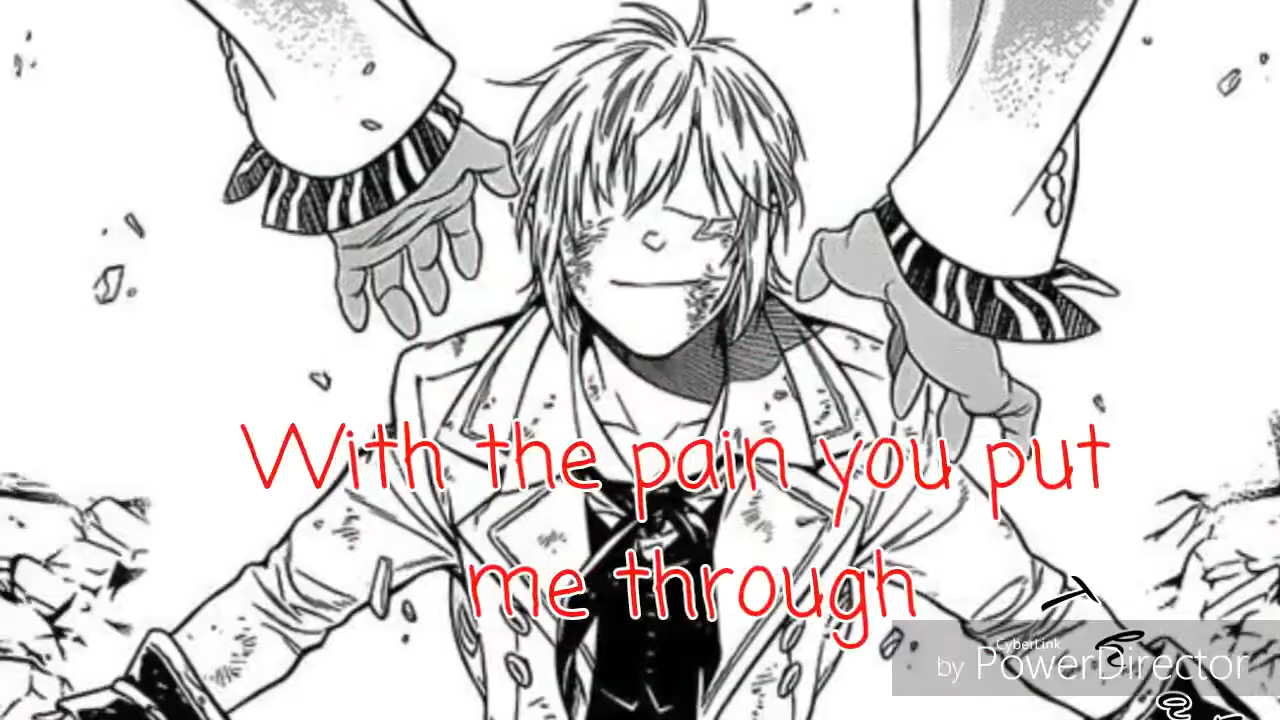 With the pain you put
me through
CyberLink
by PowerDirector